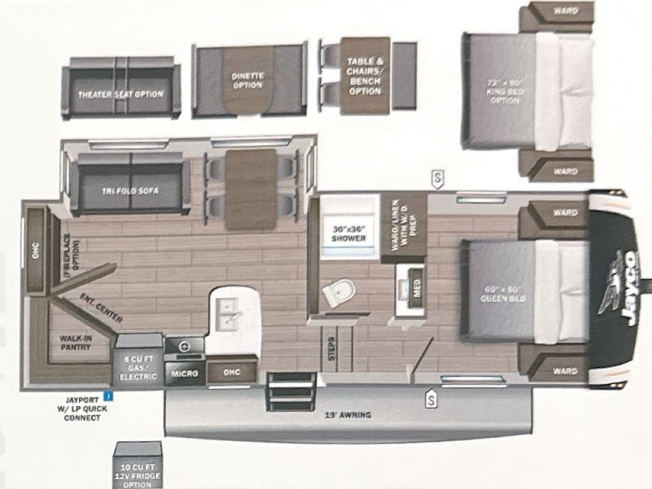 WARD
THEATER SEAT OPTION
DINETTE
OPTION
TABLE &
CHAIRS/
BENCH
OPTION
72" x 80"
KING BED
OPTION
WARD
TRI FOLD SOFA
S
OHC
(FIREPLACE
OPTION)
30"x36"
SHOWER
WARD/LINEN
WITH W/D
PREP
WARD
ENT. CENTER
MED
60" x 80"
QUEEN BED
Jayco
WALK-IN
PANTRY
8 CU FT
GAS/
ELECTRIC
MICRO
OHC
STEPS
WARD
JAYPORT
W/ LP QUICK
CONNECT
S
19' AWNING
10 CU FT
12V FRIDGE
OPTION